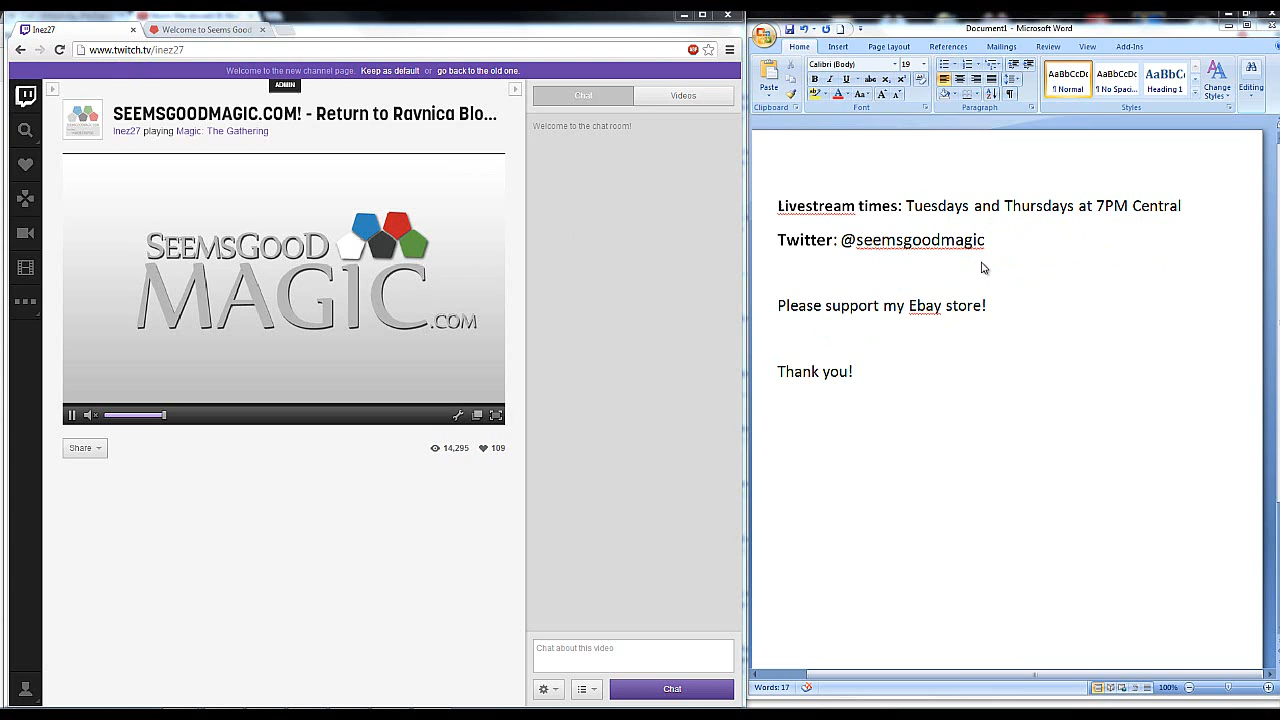 Inez27
Welcome to Seems Good
www.twitch.tv/inez27
Welcome to the new channel page. Keep as default or go back to the old one.
ADMIN
SEEMSGOODMAGIC.COM! - Return to Ravnica Blo...
Inez27 playing Magic: The Gathering
SEEMSGOOD
MAGIC.COM
Share
14,295
109
Chat
Videos
Welcome to the chat room!
Chat about this video
Chat
Document1 - Microsoft Word
Home
Insert
Page Layout
References
Mailings
Review
View
Add-Ins
Paste
Clipboard
Calibri (Body)
19
B I U abc x₂ x²
Aa
Font
Paragraph
AaBbCcDc
¶ Normal
AaBbCcDc
¶ No Spaci...
AaBbCc
Heading 1
Change
Styles
Styles
Editing
Livestream times: Tuesdays and Thursdays at 7PM Central
Twitter: @seemsgoodmagic
Please support my Ebay store!
Thank you!
Words: 17
100%